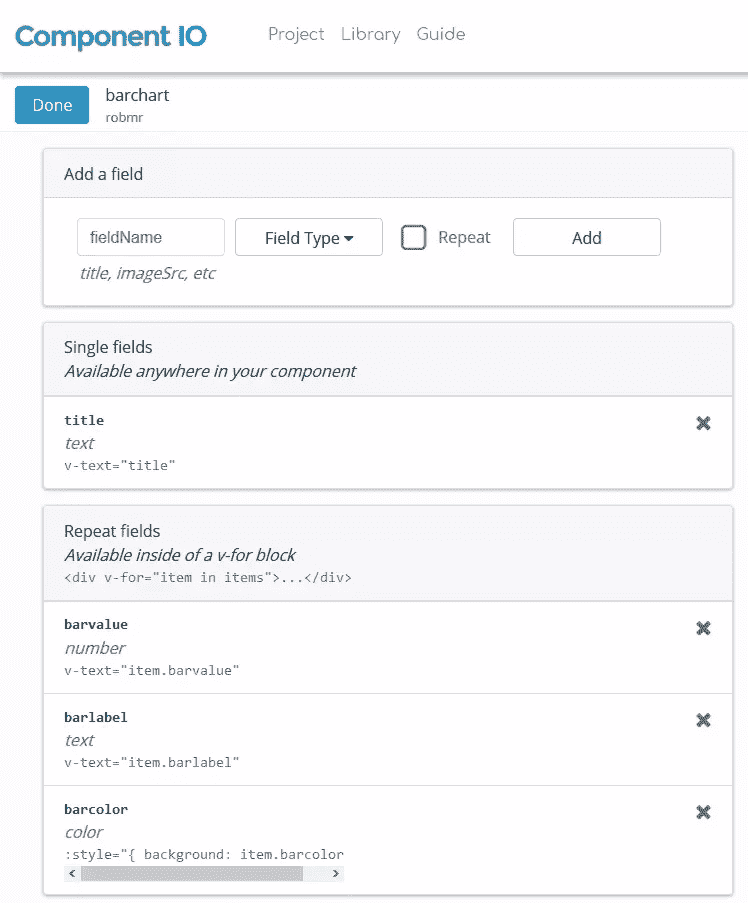 Component IO
Project Library Guide
Done
barchart
robmr
Add a field
fieldName
Field Type
Repeat
Add
title, imageSrc, etc
Single fields
Available anywhere in your component
title
text
v-text="title"
Repeat fields
Available inside of a v-for block
<div v-for="item in items">...</div>
barvalue
number
v-text="item.barvalue"
barlabel
text
v-text="item.barlabel"
barcolor
color
:style="{ background: item.barcolor